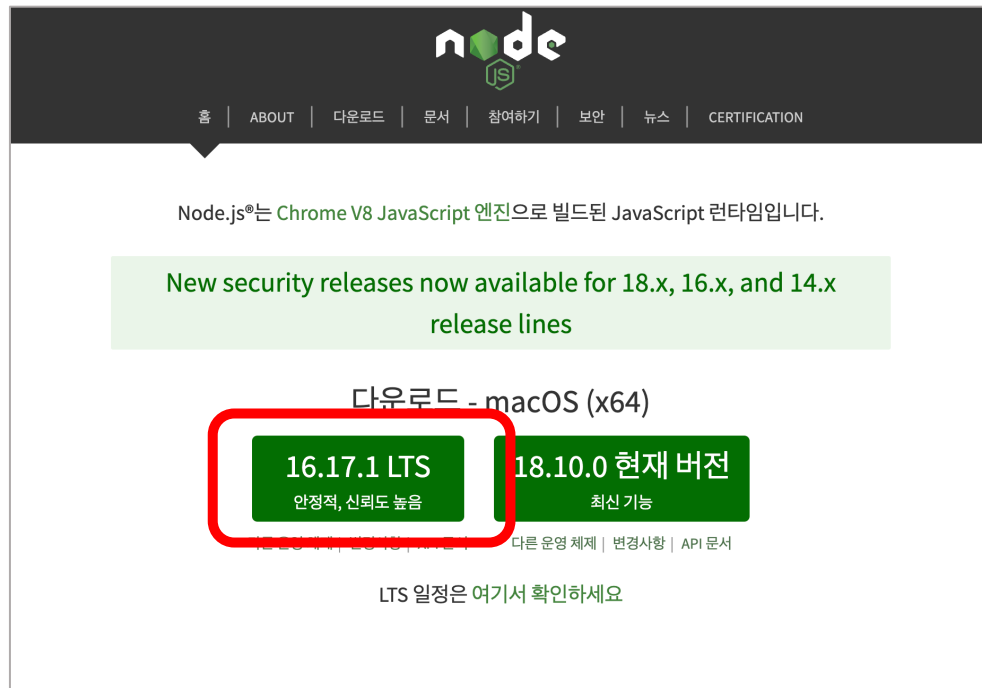 node
JS
홈 | ABOUT | 다운로드 | 문서 | 참여하기 | 보안 | 뉴스 | CERTIFICATION
Node.js®는 Chrome V8 JavaScript 엔진으로 빌드된 JavaScript 런타임입니다.
New security releases now available for 18.x, 16.x, and 14.x
release lines
다운로드 - macOS (x64)
16.17.1 LTS
안정적, 신뢰도 높음
18.10.0 현재 버전
최신 기능
다른 운영 체제 | 변경사항 | API 문서
LTS 일정은 여기서 확인하세요